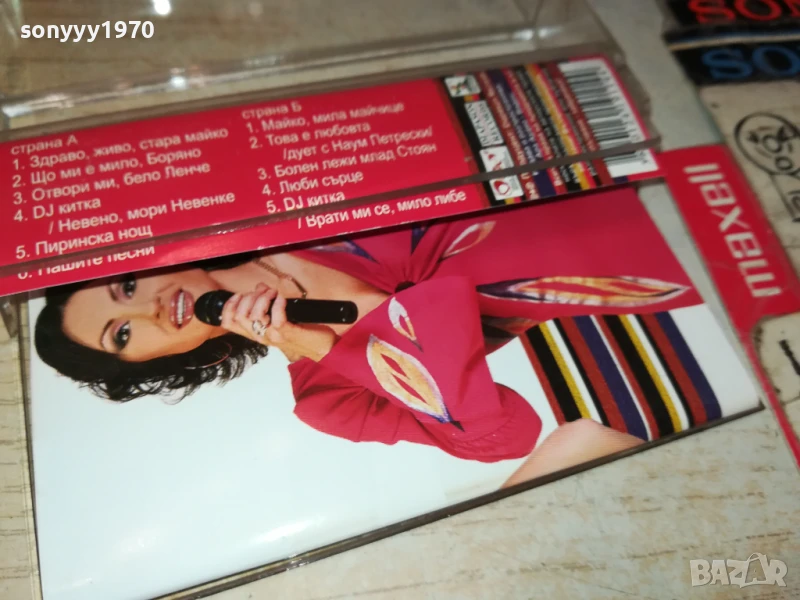 sonyyy1970
страна А
1. Здраво, живо, стара майко
2. Що ми е мило, Боряно
3. Отвори ми, бело Ленче
4. DJ китка
/ Невено, мори Невенке
5. Пиринска нощ
6. Нашите песни
страна Б
1. Майко, мила майчице
2. Това е любовта
/дует с Наум Петрески/
3. Болен лежи млад Стоян
4. Люби сърце
5. DJ китка
/ Врати ми се, мило либе
maxell
BAZAR